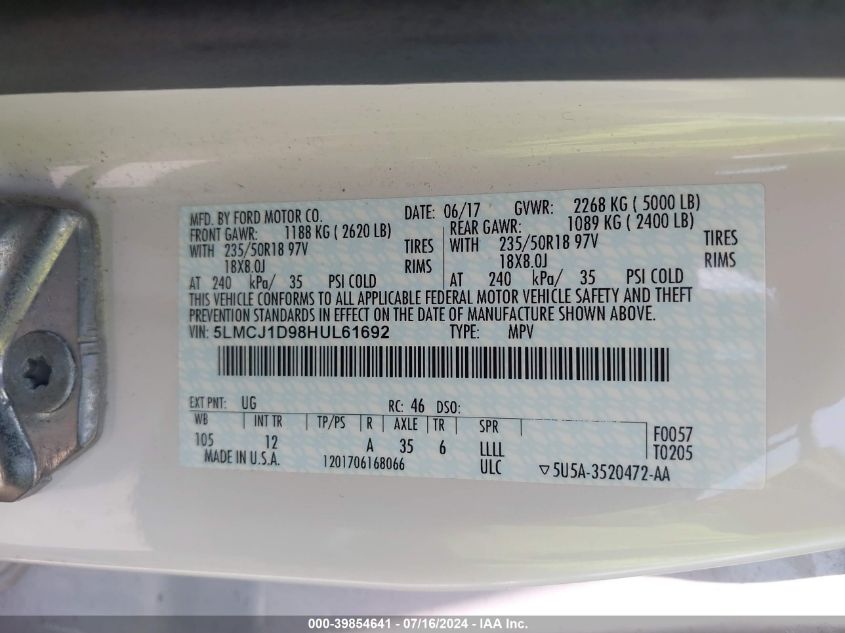 MFD. BY FORD MOTOR CO. DATE: 06/17 GVWR: 2268 KG ( 5000 LB)
FRONT GAWR: 1188 KG ( 2620 LB) REAR GAWR: 1089 KG ( 2400 LB)
WITH 235/50R18 97V TIRES WITH 235/50R18 97V TIRES
18X8.0J RIMS 18X8.0J RIMS
AT 240 kPa/ 35 PSI COLD AT 240 kPa/ 35 PSI COLD
THIS VEHICLE CONFORMS TO ALL APPLICABLE FEDERAL MOTOR VEHICLE SAFETY AND THEFT
PREVENTION STANDARDS IN EFFECT ON THE DATE OF MANUFACTURE SHOWN ABOVE.
VIN: 5LMCJ1D98HUL61692 TYPE: MPV
EXT PNT: UG RC: 46 DSO:
WB INT TR TP/PS R AXLE TR SPR F0057
105 12 A 35 6 LLLL T0205
MADE IN U.S.A. 1201706168066 ULC ▽5U5A-3520472-AA
000-39854641 - 07/16/2024 - IAA Inc.